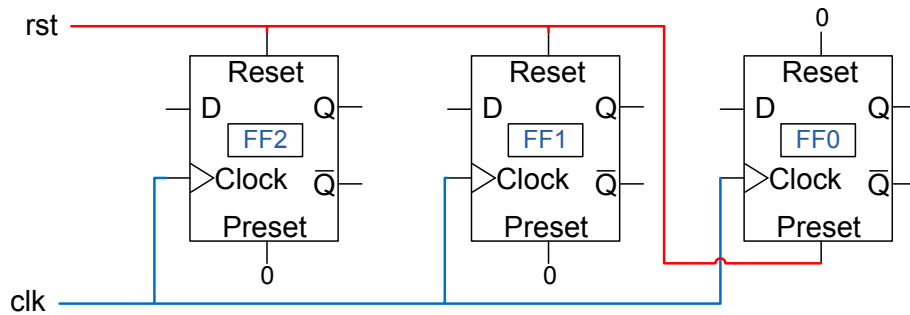 rst
0
Reset
Reset
Reset
D
Q
D
Q
D
Q
FF2
FF1
FF0
Clock
Q̅
Clock
Q̅
Clock
Q̅
Preset
Preset
Preset
0
0
clk